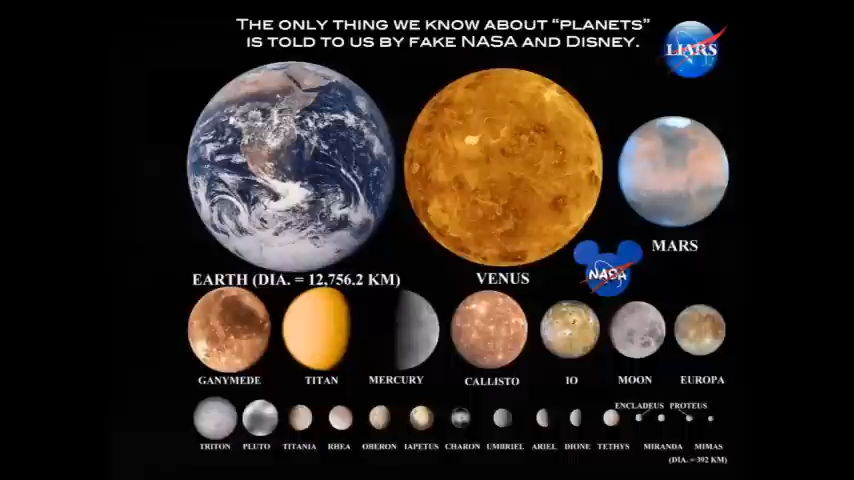 THE ONLY THING WE KNOW ABOUT “PLANETS”
IS TOLD TO US BY FAKE NASA AND DISNEY.
LIARS
EARTH (DIA. = 12,756.2 KM)
VENUS
MARS
NASA
GANYMEDE
TITAN
MERCURY
CALLISTO
IO
MOON
EUROPA
ENCLADEUS
PROTEUS
TRITON
PLUTO
TITANIA
RHEA
OBERON
IAPETUS
CHARON
UMBRIEL
ARIEL
DIONE
TETHYS
MIRANDA
MIMAS
(DIA. = 392 KM)